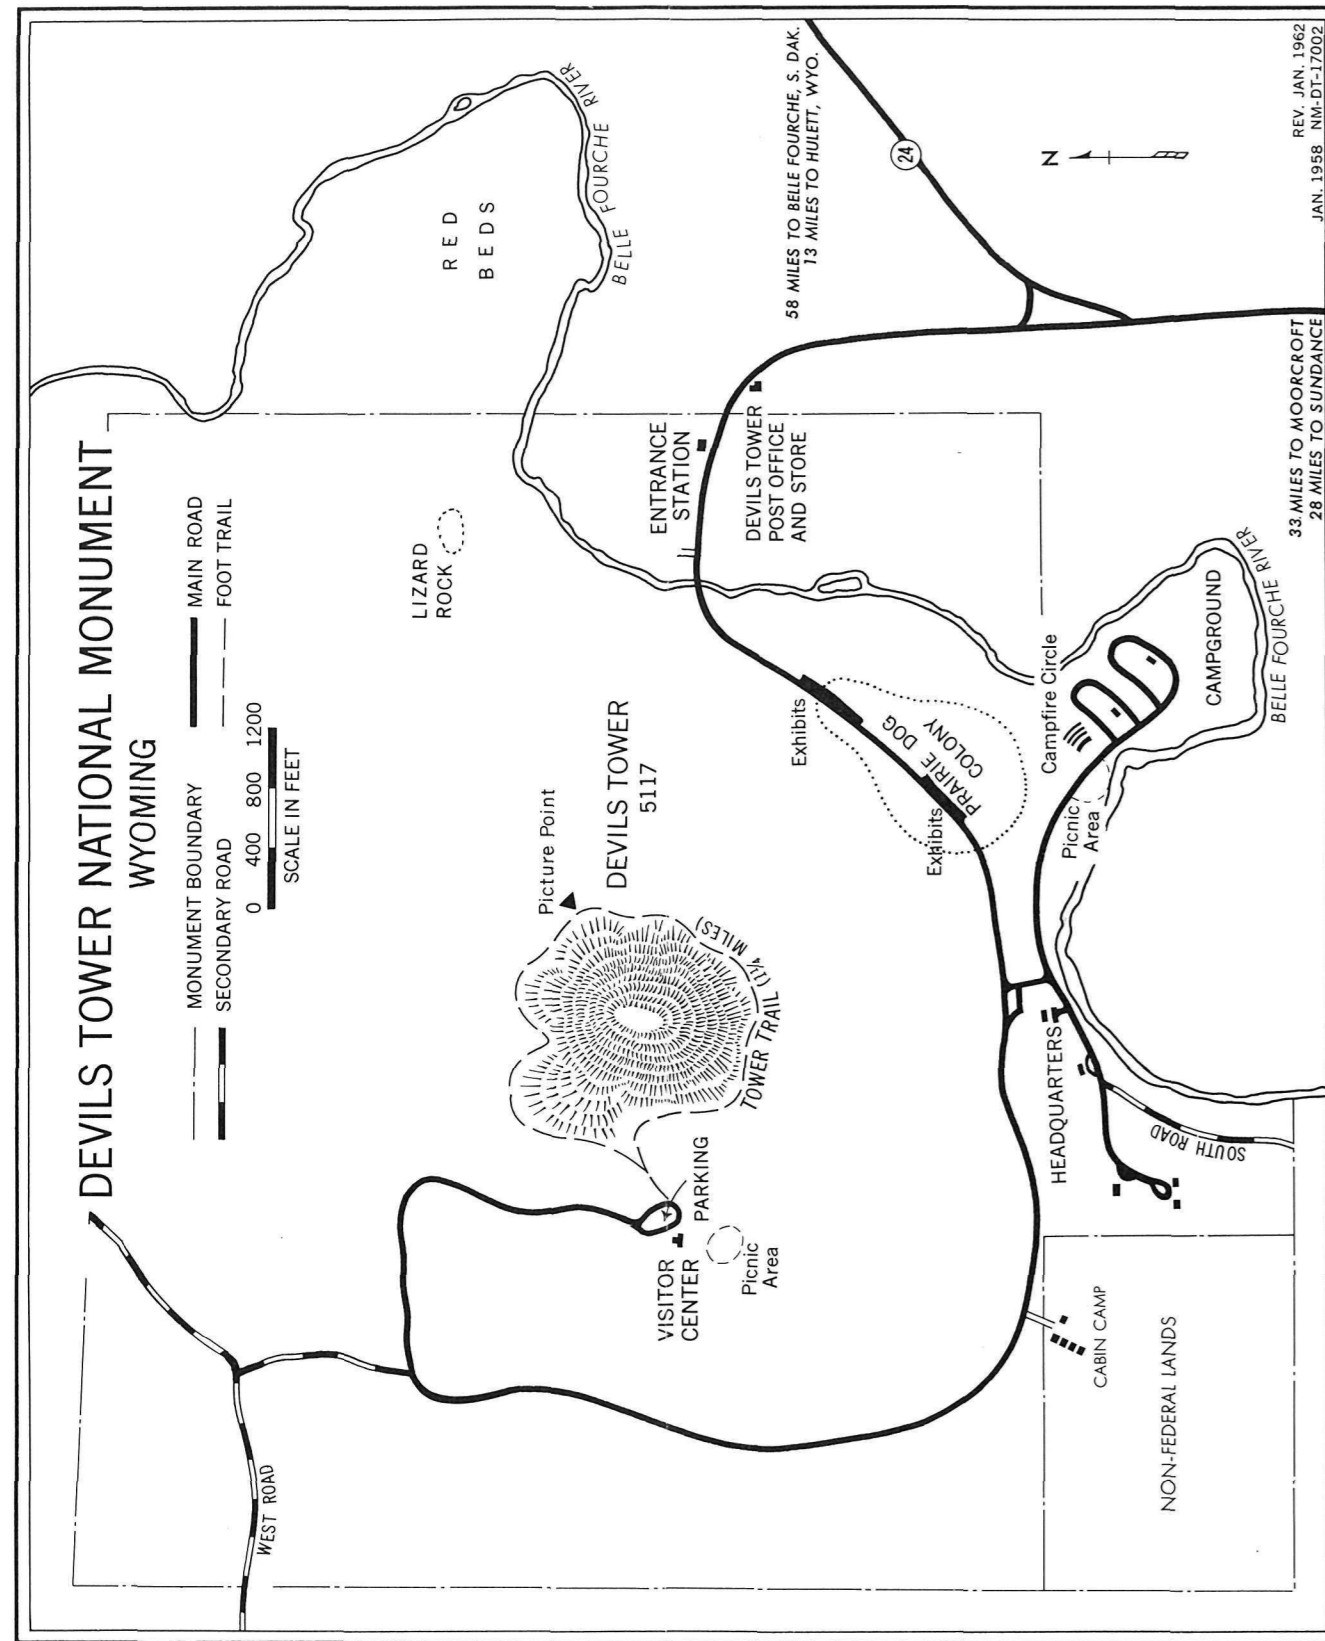 DEVILS TOWER NATIONAL MONUMENT
WYOMING
MONUMENT BOUNDARY
MAIN ROAD
SECONDARY ROAD
FOOT TRAIL
0 400 800 1200
SCALE IN FEET
WEST ROAD
RED
BEDS
BELLE FOURCHE RIVER
LIZARD
ROCK
Picture Point
DEVILS TOWER
5117
TOWER TRAIL (1¼ MILES)
PARKING
VISITOR
CENTER
Picnic
Area
ENTRANCE
STATION
DEVILS TOWER
POST OFFICE
AND STORE
58 MILES TO BELLE FOURCHE, S. DAK.
13 MILES TO HULETT, WYO.
24
Exhibits
PRAIRIE DOG
COLONY
Exhibits
Campfire Circle
Picnic
Area
CAMPGROUND
BELLE FOURCHE RIVER
HEADQUARTERS
SOUTH ROAD
CABIN CAMP
NON-FEDERAL LANDS
N
33 MILES TO MOORCROFT
28 MILES TO SUNDANCE
REV. JAN. 1962
JAN. 1958 NM-DT-17002